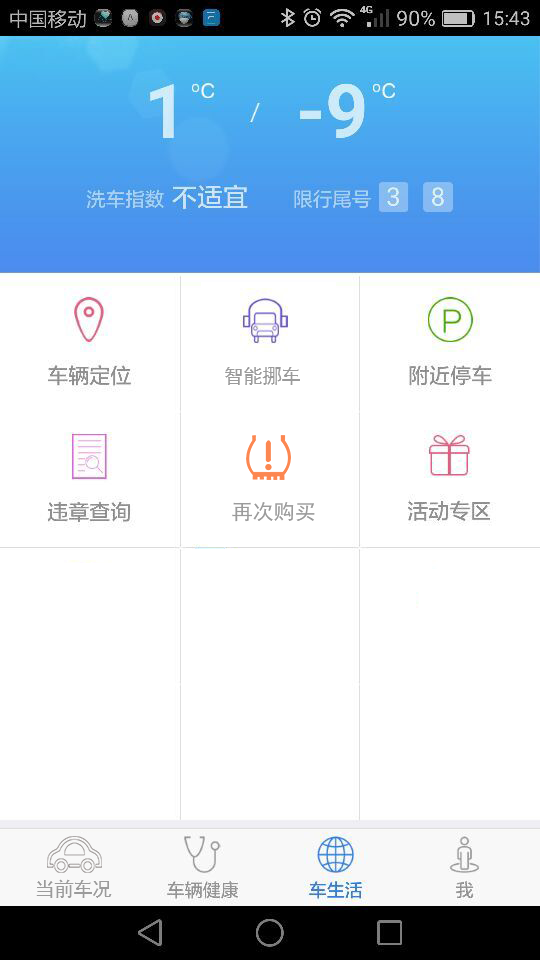 中国移动 4G 90% 15:43
1℃ / -9℃
洗车指数 不适宜 限行尾号 3 8
车辆定位 智能挪车 附近停车
违章查询 再次购买 活动专区
当前车况 车辆健康 车生活 我